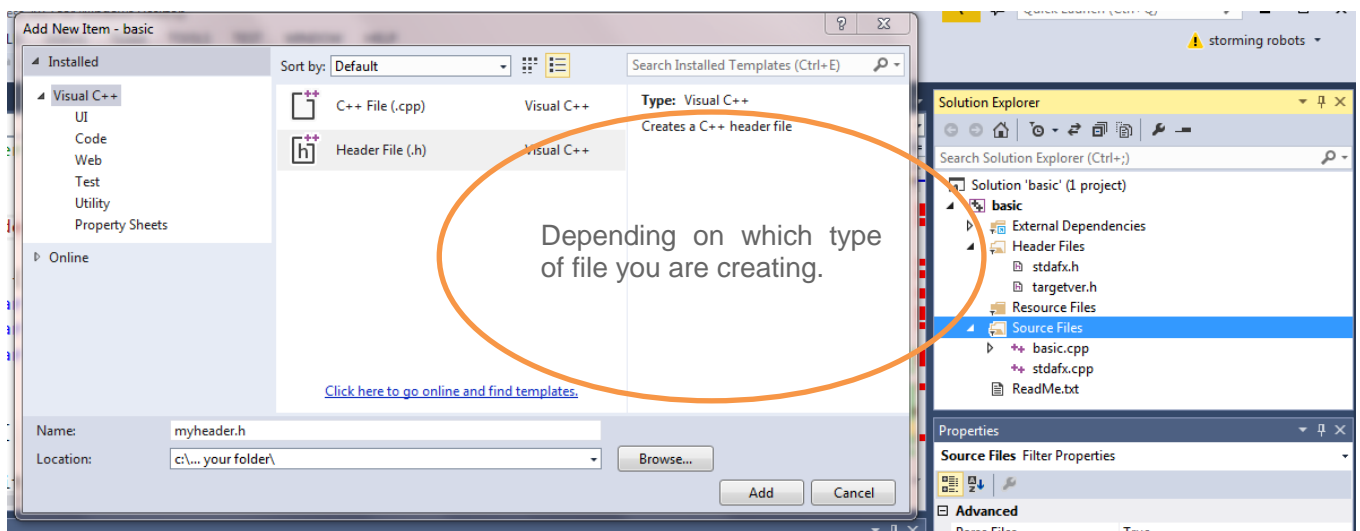 Add New Item - basic
Quick Launch (Ctrl+Q)
storming robots
Installed
Sort by: Default
Search Installed Templates (Ctrl+E)
Visual C++
UI
Code
Web
Test
Utility
Property Sheets
Online
C++ File (.cpp) Visual C++
Header File (.h) Visual C++
Type: Visual C++
Creates a C++ header file
Depending on which type
of file you are creating.
Click here to go online and find templates.
Name: myheader.h
Location: c:\... your folder\
Browse...
Add Cancel
Solution Explorer
Search Solution Explorer (Ctrl+;)
Solution 'basic' (1 project)
basic
External Dependencies
Header Files
stdafx.h
targetver.h
Resource Files
Source Files
basic.cpp
stdafx.cpp
ReadMe.txt
Properties
Source Files Filter Properties
Advanced